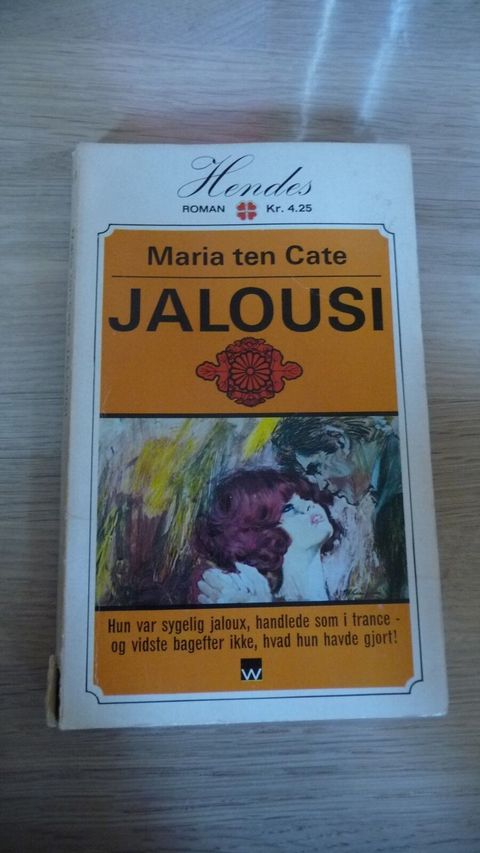 Hendes
ROMAN Kr. 4.25
Maria ten Cate
JALOUSI
Hun var sygelig jaloux, handlede som i trance -
og vidste bagefter ikke, hvad hun havde gjort!
W